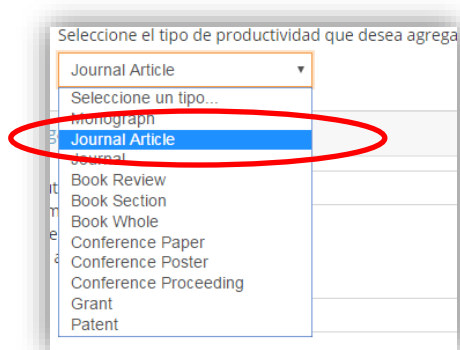 Seleccione el tipo de productividad que desea agrega
Journal Article
Seleccione un tipo...
Monograph
Journal Article
Journal
Book Review
Book Section
Book Whole
Conference Paper
Conference Poster
Conference Proceeding
Grant
Patent